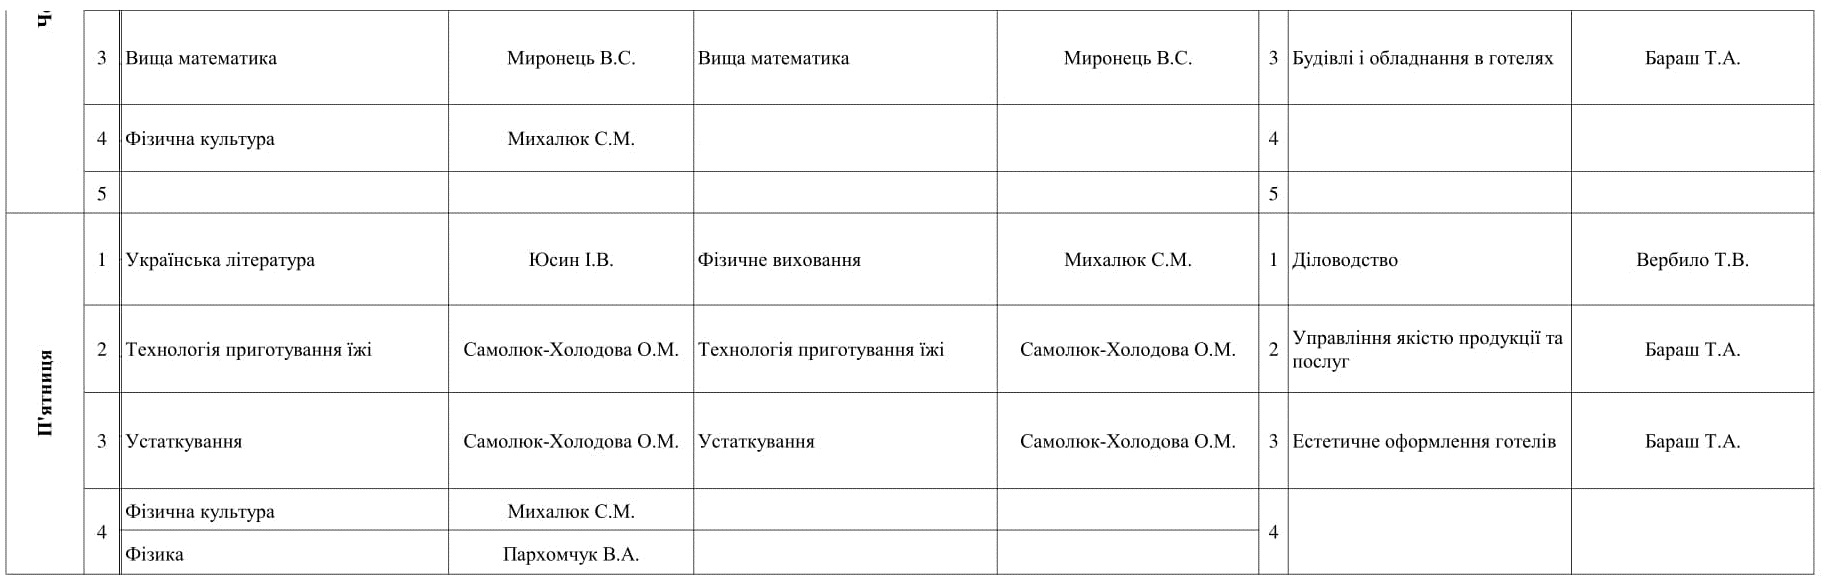 3 Вища математика Миронець В.С. Вища математика Миронець В.С. 3 Будівлі і обладнання в готелях Бараш Т.А.
4 Фізична культура Михалюк С.М. 4
5 5
П'ятниця
1 Українська література Юсин І.В. Фізичне виховання Михалюк С.М. 1 Діловодство Вербило Т.В.
2 Технологія приготування їжі Самолюк-Холодова О.М. Технологія приготування їжі Самолюк-Холодова О.М. 2 Управління якістю продукції та
послуг Бараш Т.А.
3 Устаткування Самолюк-Холодова О.М. Устаткування Самолюк-Холодова О.М. 3 Естетичне оформлення готелів Бараш Т.А.
4 Фізична культура Михалюк С.М. 4
Фізика Пархомчук В.А.